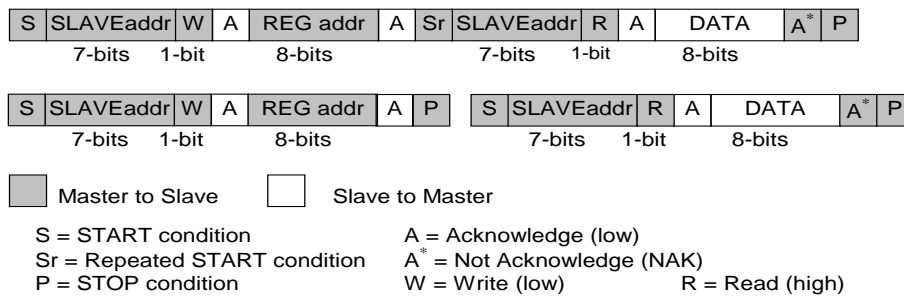 S SLAVEaddr W A REG addr A Sr SLAVEaddr R A DATA A* P
7-bits 1-bit 8-bits 7-bits 1-bit 8-bits
S SLAVEaddr W A REG addr A P S SLAVEaddr R A DATA A* P
7-bits 1-bit 8-bits 7-bits 1-bit 8-bits
Master to Slave Slave to Master
S = START condition A = Acknowledge (low)
Sr = Repeated START condition A* = Not Acknowledge (NAK)
P = STOP condition W = Write (low) R = Read (high)